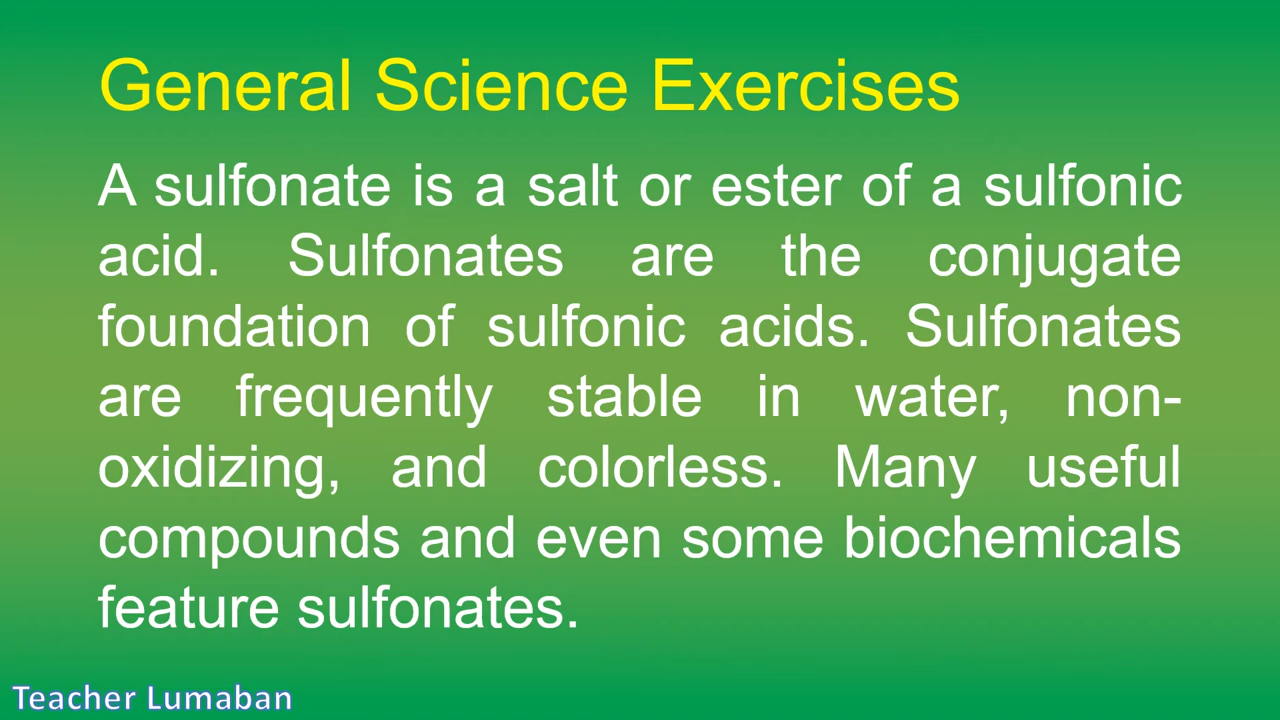 General Science Exercises
A sulfonate is a salt or ester of a sulfonic
acid. Sulfonates are the conjugate
foundation of sulfonic acids. Sulfonates
are frequently stable in water, non-
oxidizing, and colorless. Many useful
compounds and even some biochemicals
feature sulfonates.
Teacher Lumaban